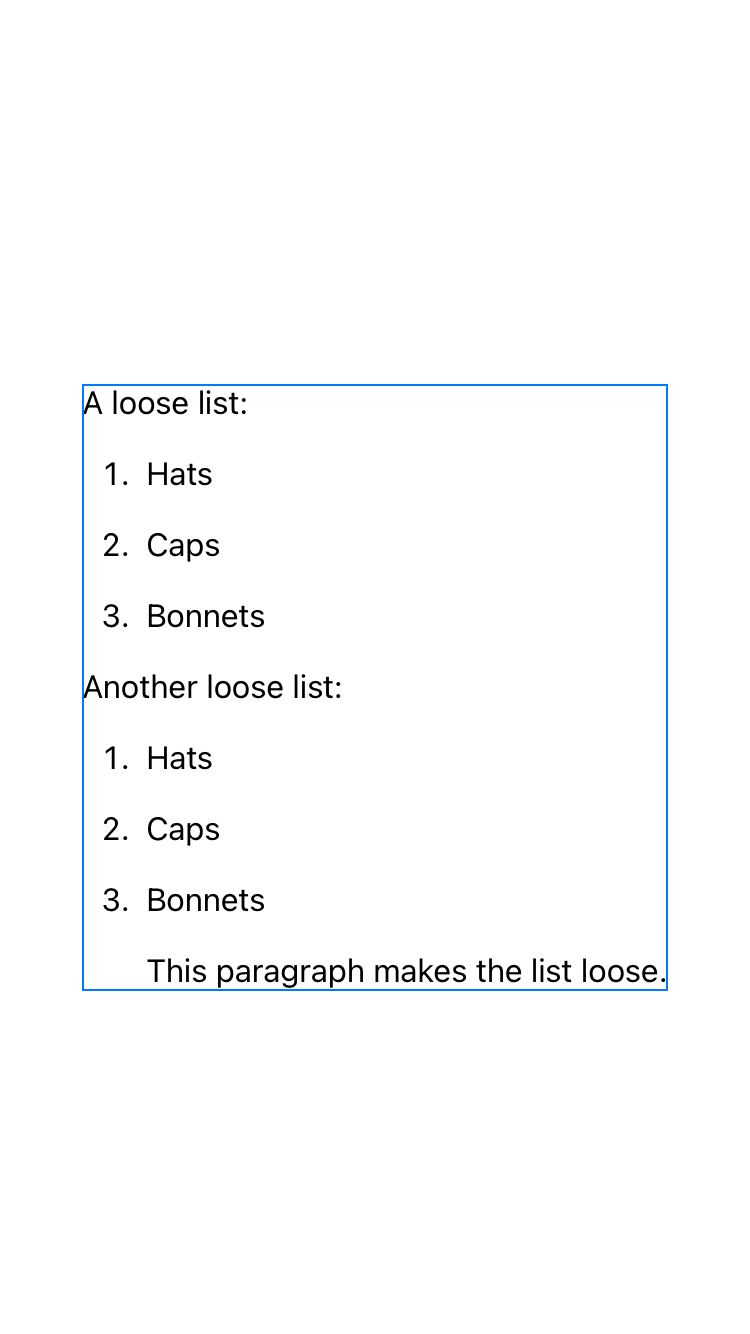 A loose list:
1. Hats
2. Caps
3. Bonnets
Another loose list:
1. Hats
2. Caps
3. Bonnets
This paragraph makes the list loose.